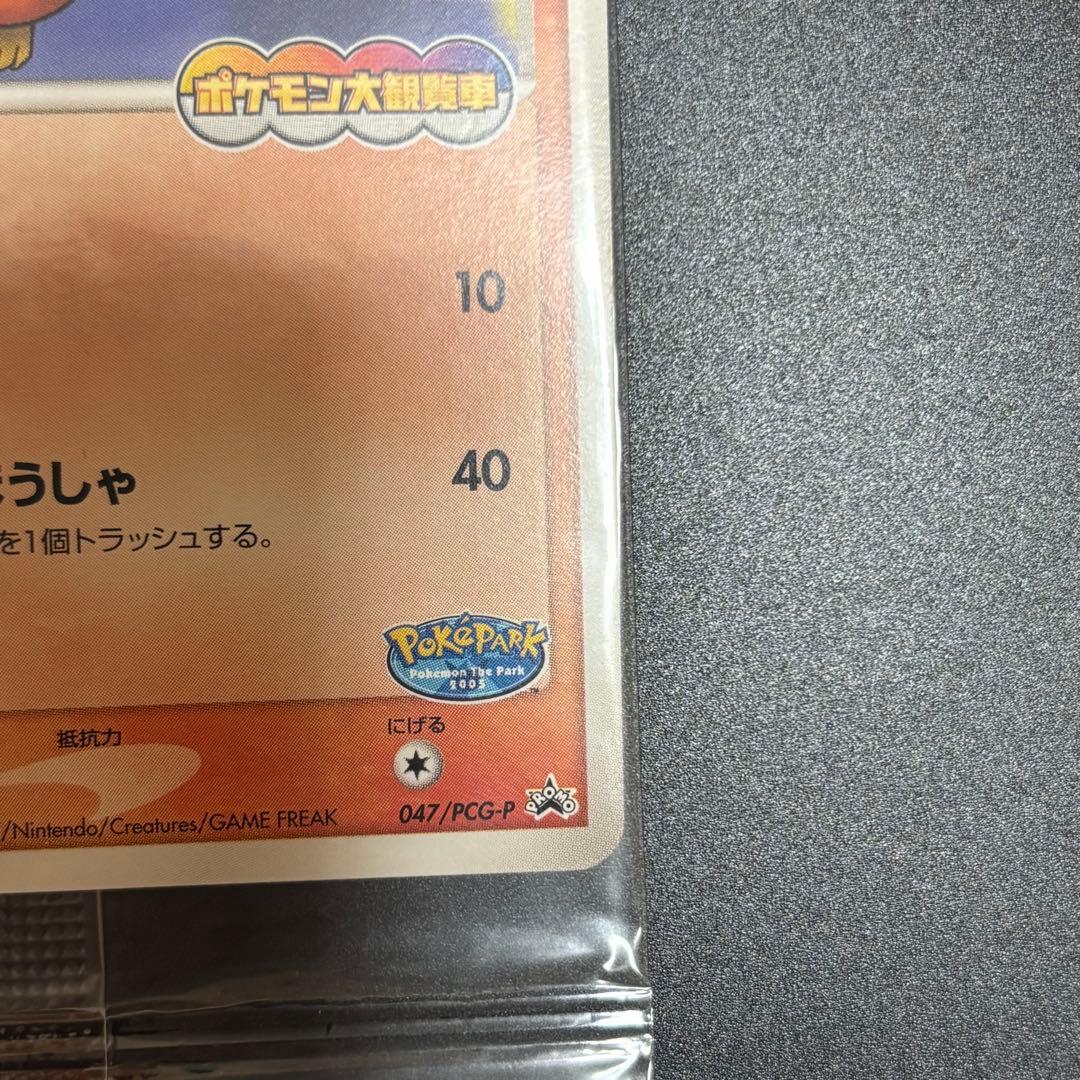 ポケモン大観覧車
10
うしゃ 40
を1個トラッシュする。
POKéPARK
Pokémon The Park
2005
TM
抵抗力 にげる
/Nintendo/Creatures/GAME FREAK 047/PCG-P PROMO